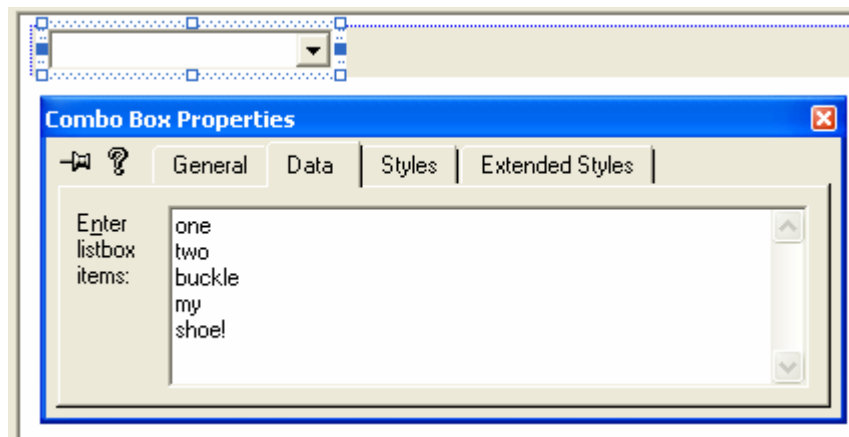 Combo Box Properties
General Data Styles Extended Styles
Enter
listbox
items:
one
two
buckle
my
shoe!